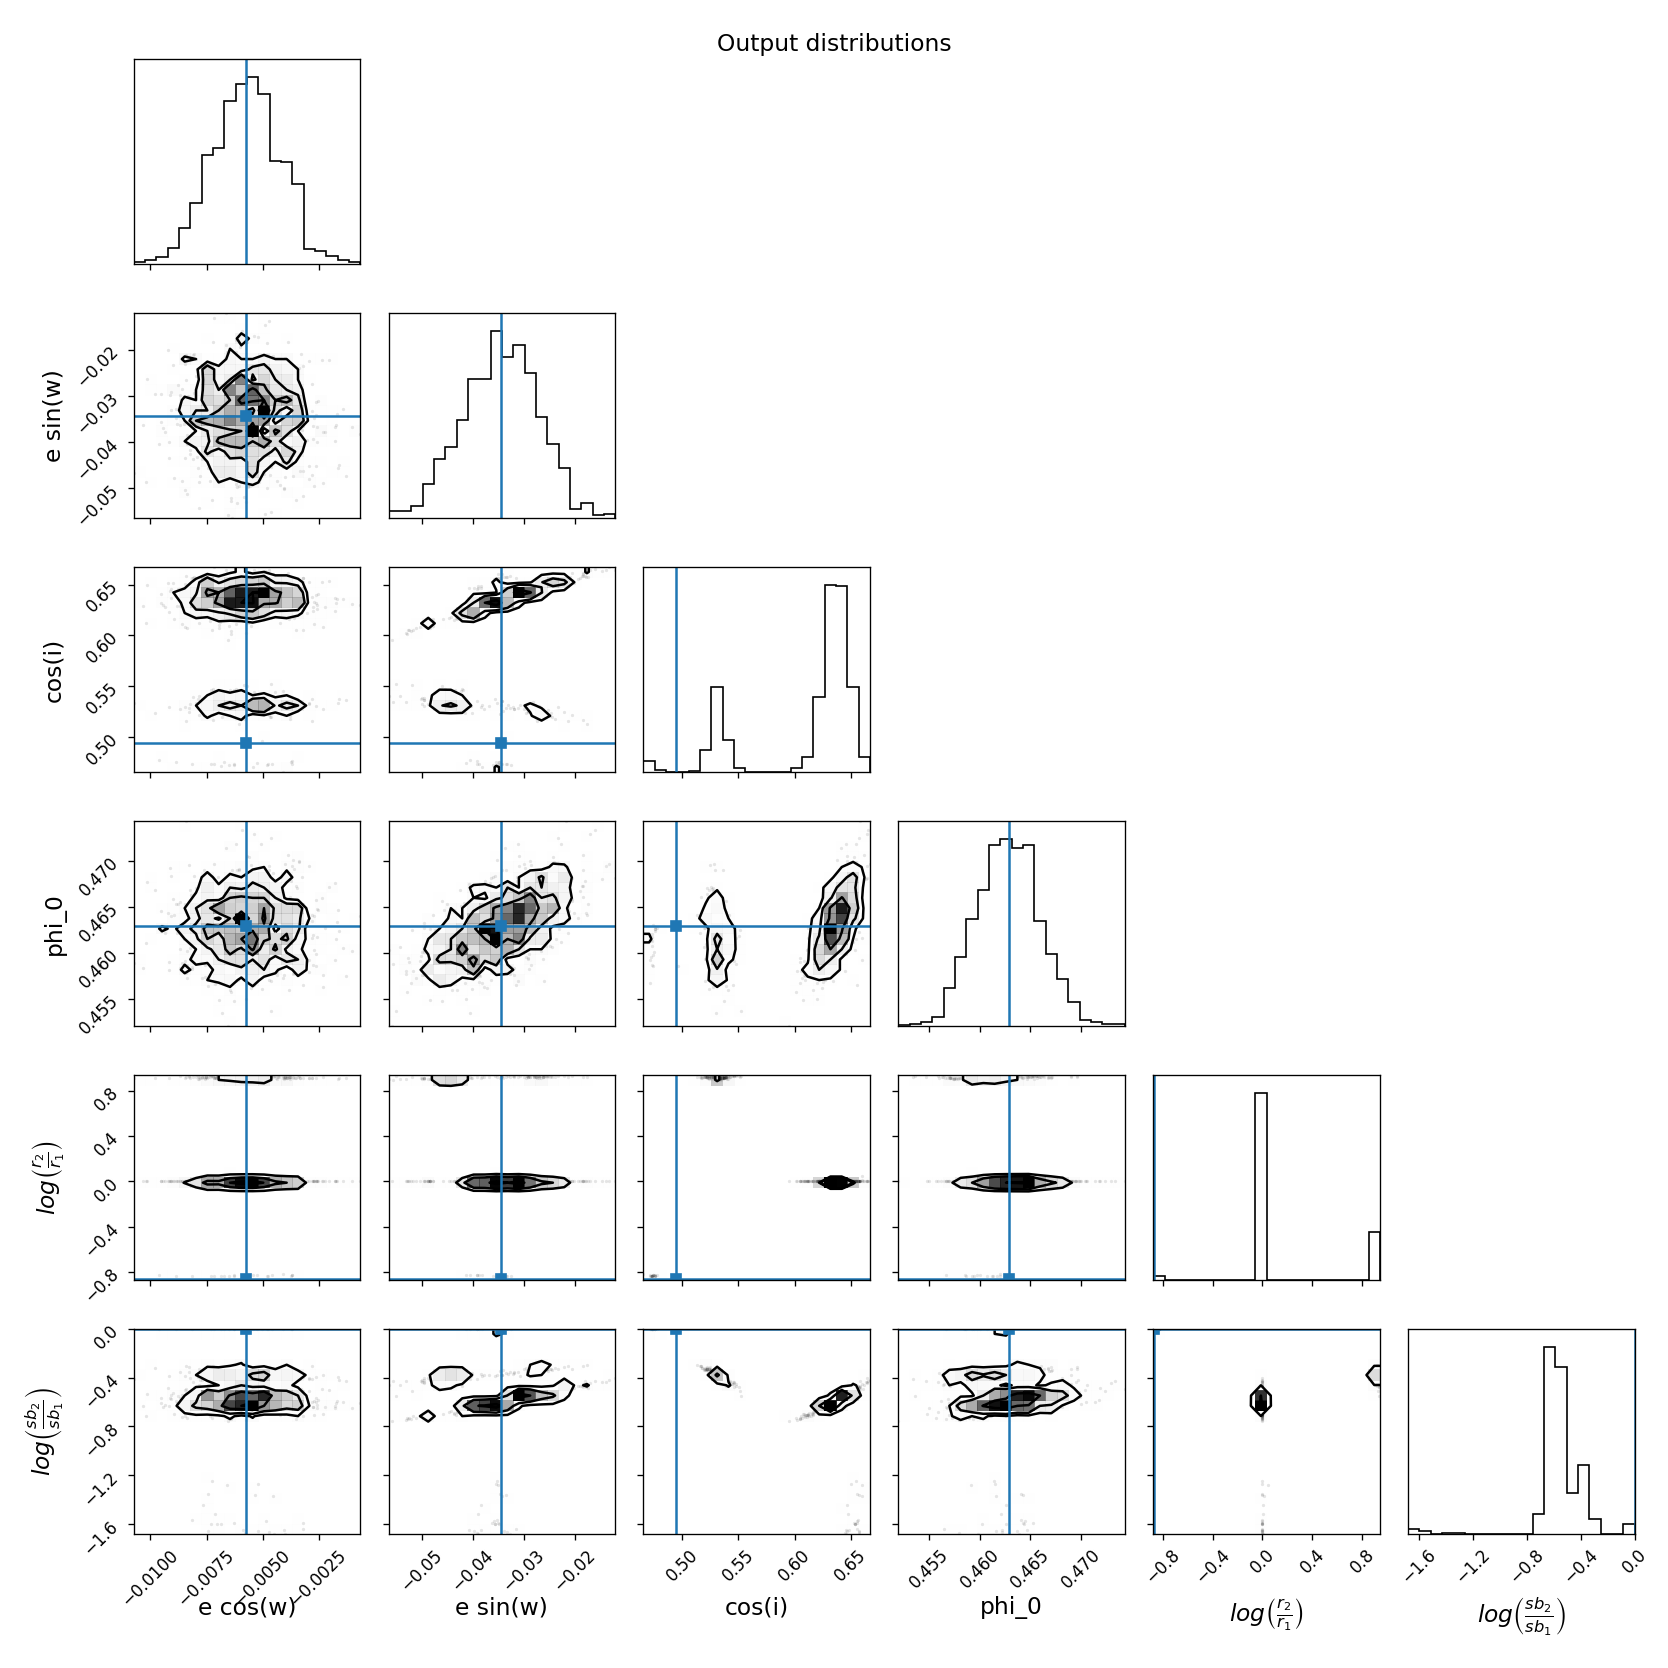 Output distributions
e sin(w)
−0.02
−0.03
−0.04
−0.05
cos(i)
0.65
0.60
0.55
0.50
phi_0
0.470
0.465
0.460
0.455
log(r₂/r₁)
0.8
0.4
0.0
−0.4
−0.8
log(sb₂/sb₁)
0.0
−0.4
−0.8
−1.2
−1.6
−0.0100 −0.0075 −0.0050 −0.0025
−0.05 −0.04 −0.03 −0.02
0.50 0.55 0.60 0.65
0.455 0.460 0.465 0.470
−0.8 −0.4 0.0 0.4 0.8
−1.6 −1.2 −0.8 −0.4 0.0
e cos(w)
e sin(w)
cos(i)
phi_0
log(r₂/r₁)
log(sb₂/sb₁)